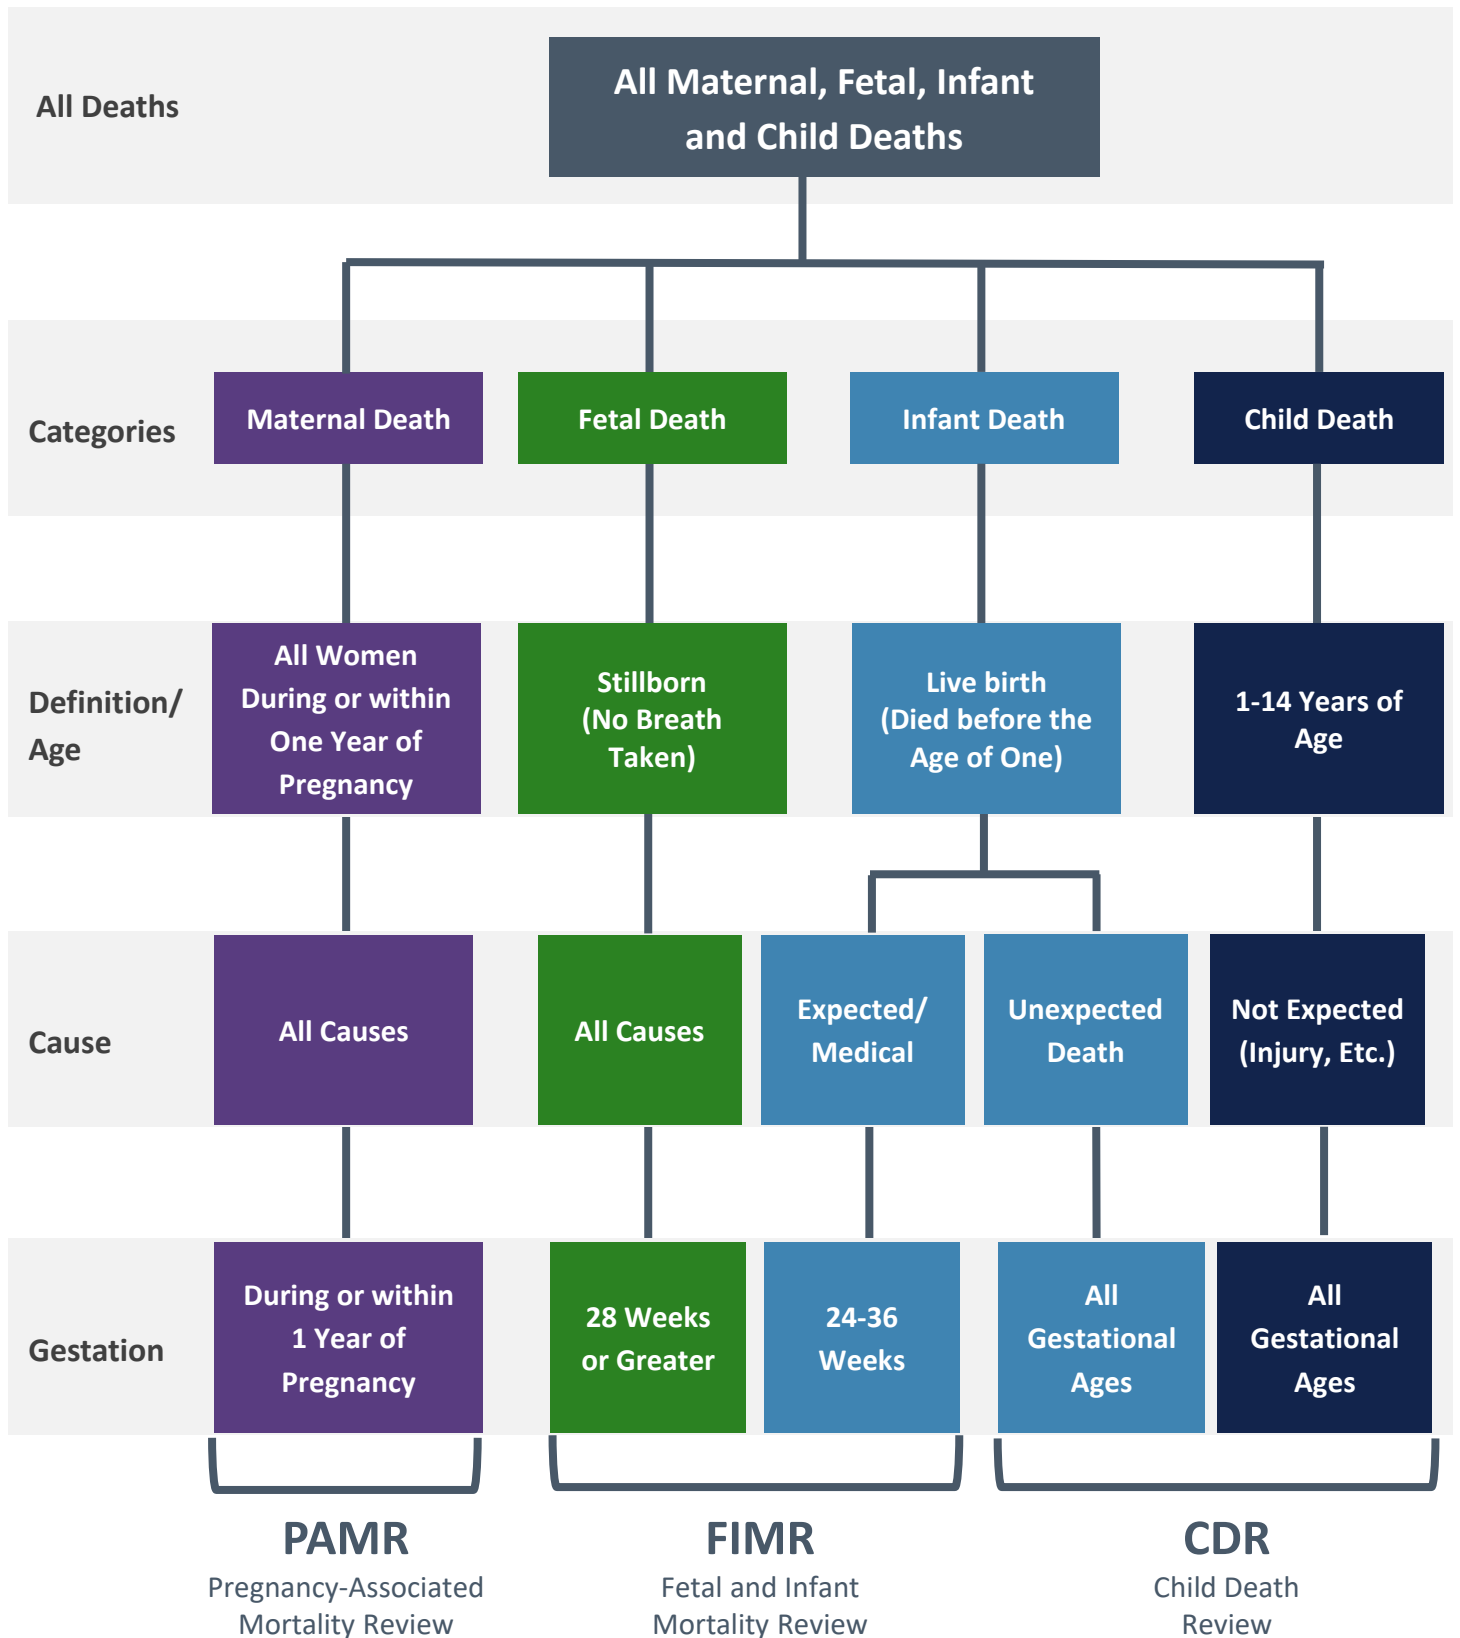 All Deaths
All Maternal, Fetal, Infant
and Child Deaths
Categories
Maternal Death
Fetal Death
Infant Death
Child Death
Definition/
Age
All Women
During or within
One Year of
Pregnancy
Stillborn
(No Breath
Taken)
Live birth
(Died before the
Age of One)
1-14 Years of
Age
Cause
All Causes
All Causes
Expected/
Medical
Unexpected
Death
Not Expected
(Injury, Etc.)
Gestation
During or within
1 Year of
Pregnancy
28 Weeks
or Greater
24-36
Weeks
All
Gestational
Ages
All
Gestational
Ages
PAMR
Pregnancy-Associated
Mortality Review
FIMR
Fetal and Infant
Mortality Review
CDR
Child Death
Review